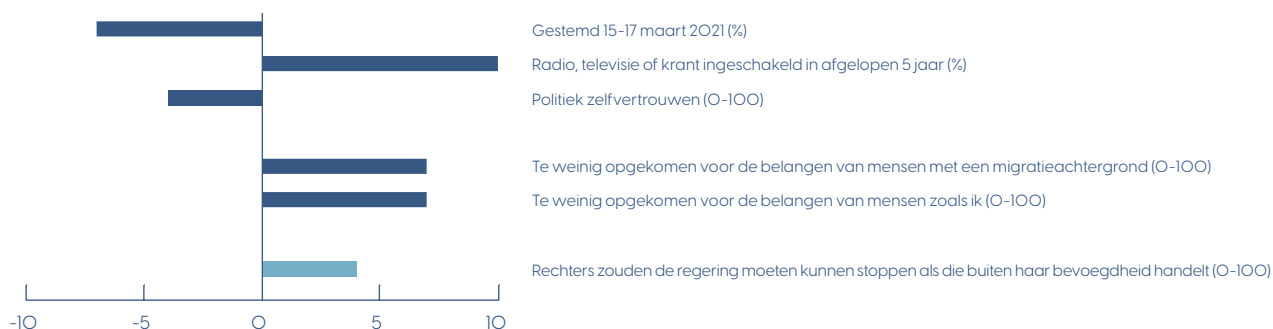 Gestemd 15-17 maart 2021 (%)
Radio, televisie of krant ingeschakeld in afgelopen 5 jaar (%)
Politiek zelfvertrouwen (0-100)
Te weinig opgekomen voor de belangen van mensen met een migratieachtergrond (0-100)
Te weinig opgekomen voor de belangen van mensen zoals ik (0-100)
Rechters zouden de regering moeten kunnen stoppen als die buiten haar bevoegdheid handelt (0-100)
-10 -5 0 5 10